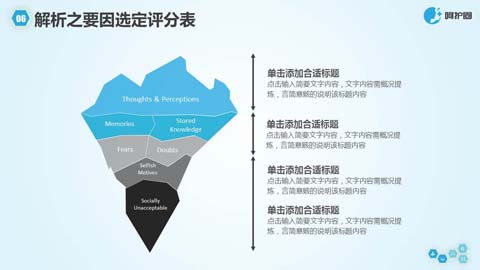 06 解析之要因选定评分表
呵护圈
Thoughts & Perceptions
Memories
Stored
Knowledge
Fears
Doubts
Selfish
Motives
Socially
Unacceptable
单击添加合适标题
点击输入简要文字内容，文字内容需概况提
炼，言简意赅的说明该标题内容
单击添加合适标题
点击输入简要文字内容，文字内容需概况提
炼，言简意赅的说明该标题内容
单击添加合适标题
点击输入简要文字内容，文字内容需概况提
炼，言简意赅的说明该标题内容
单击添加合适标题
点击输入简要文字内容，文字内容需概况提
炼，言简意赅的说明该标题内容